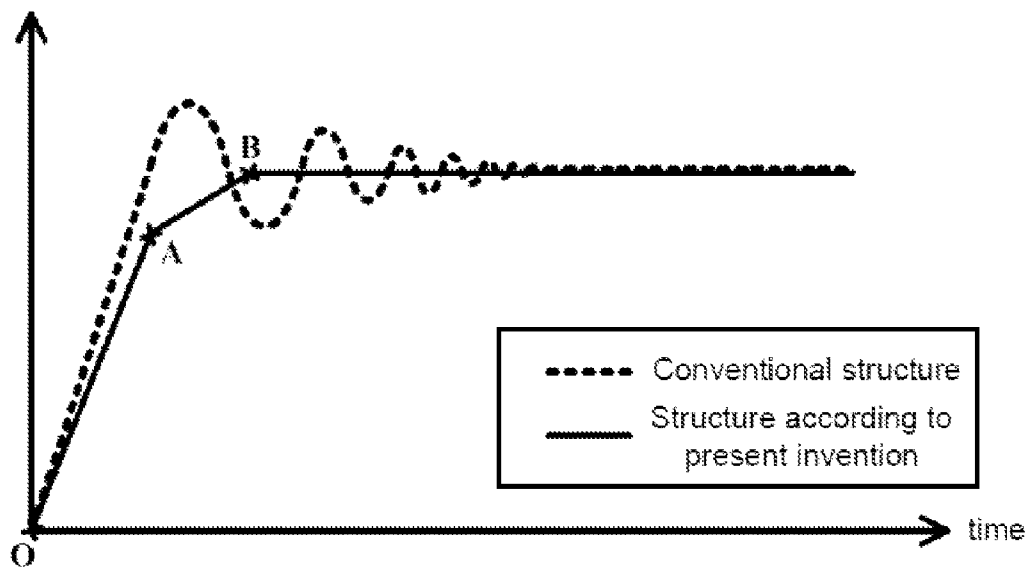 B
A
Conventional structure
Structure according to
present invention
time
O